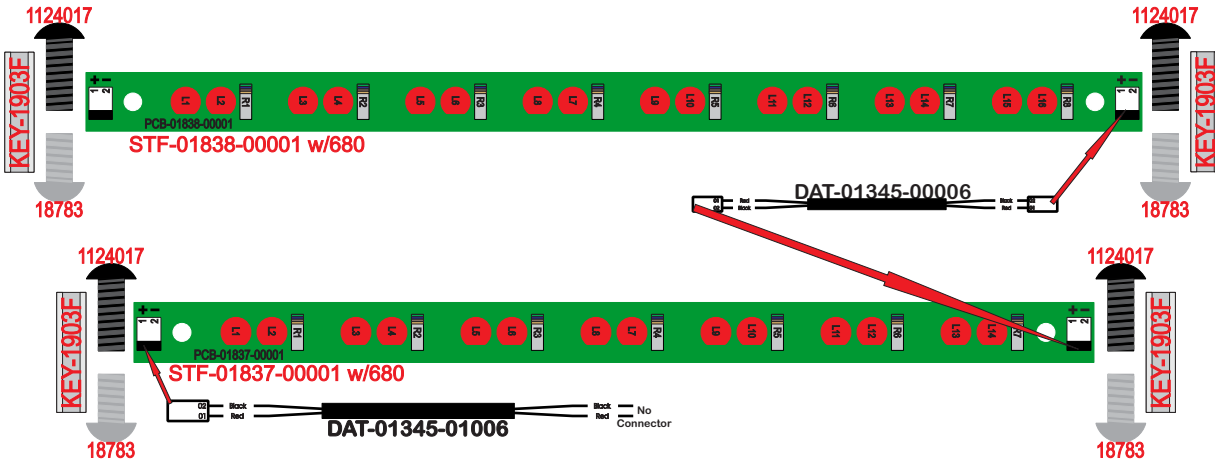 1124017
1124017
KEY-1903F
KEY-1903F
+ −
1 2
L1 L2 R1 L3 L4 R2 L5 L6 R3 L8 L7 R4 L9 L10 R5 L11 L12 R6 L13 L14 R7 L15 L16 R8
+ −
1 2
PCB-01838-00001
STF-01838-00001 w/680
18783
18783
DAT-01345-00006
Red
Black
Red
Black
1124017
1124017
KEY-1903F
KEY-1903F
+ −
1 2
L1 L2 R1 L3 L4 R2 L5 L6 R3 L8 L7 R4 L9 L10 R5 L11 L12 R6 L13 L14 R7
+ −
1 2
PCB-01837-00001
STF-01837-00001 w/680
02 Black
01 Red
Black
Red
No
Connector
DAT-01345-01006
18783
18783